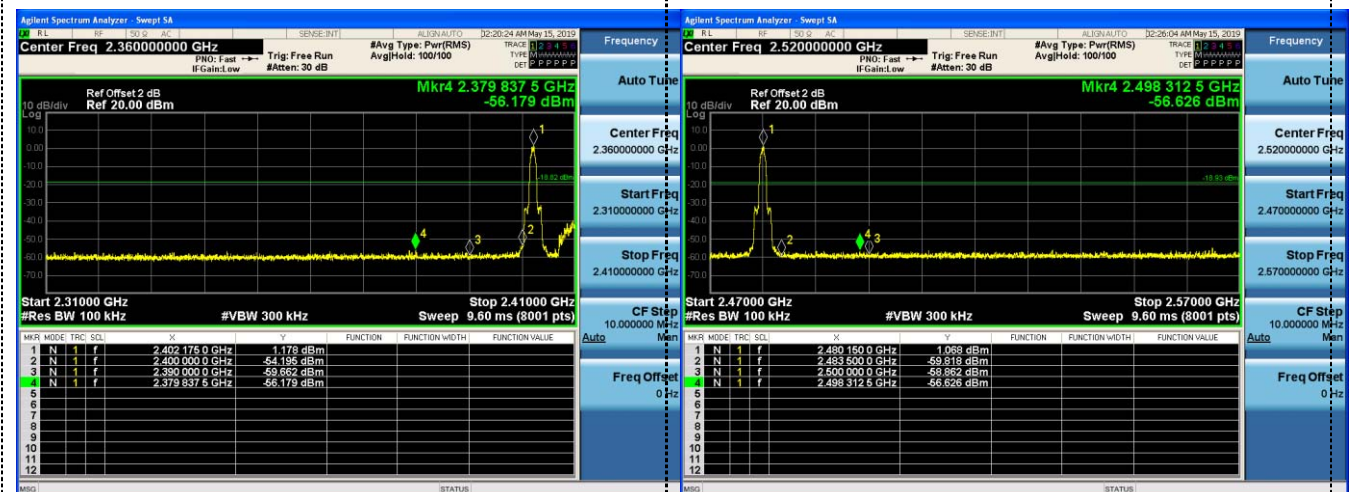 Agilent Spectrum Analyzer - Swept SA
RL RF 50 Ω AC SENSE:INT ALIGNAUTO 02:20:24 AM May 15, 2019
Center Freq 2.360000000 GHz
PNO: Fast
IFGain:Low
Trig: Free Run
#Atten: 30 dB
#Avg Type: Pwr(RMS)
Avg|Hold: 100/100
TRACE 1 2 3 4 5 6
TYPE M
DET P P P P P P
Ref Offset 2 dB
10 dB/div Ref 20.00 dBm
Mkr4 2.379 837 5 GHz
-56.179 dBm
Log
10.0
0.00
-10.0
-20.0
-30.0
-40.0
-50.0
-60.0
-70.0
-18.82 dBm
1
2
3
4
Start 2.31000 GHz Stop 2.41000 GHz
#Res BW 100 kHz #VBW 300 kHz Sweep 9.60 ms (8001 pts)
MKR MODE TRC SCL X Y FUNCTION FUNCTION WIDTH FUNCTION VALUE
1 N 1 f 2.402 175 0 GHz 1.178 dBm
2 N 1 f 2.400 000 0 GHz -54.195 dBm
3 N 1 f 2.390 000 0 GHz -59.662 dBm
4 N 1 f 2.379 837 5 GHz -56.179 dBm
5
6
7
8
9
10
11
12
MSG STATUS
Frequency
Auto Tune
Center Freq
2.360000000 GHz
Start Freq
2.310000000 GHz
Stop Freq
2.410000000 GHz
CF Step
10.000000 MHz
Auto Man
Freq Offset
0 Hz
Agilent Spectrum Analyzer - Swept SA
RL RF 50 Ω AC SENSE:INT ALIGNAUTO 02:26:04 AM May 15, 2019
Center Freq 2.520000000 GHz
PNO: Fast
IFGain:Low
Trig: Free Run
#Atten: 30 dB
#Avg Type: Pwr(RMS)
Avg|Hold: 100/100
TRACE 1 2 3 4 5 6
TYPE M
DET P P P P P P
Ref Offset 2 dB
10 dB/div Ref 20.00 dBm
Mkr4 2.498 312 5 GHz
-56.626 dBm
Log
10.0
0.00
-10.0
-20.0
-30.0
-40.0
-50.0
-60.0
-70.0
-18.93 dBm
1
2
4
3
Start 2.47000 GHz Stop 2.57000 GHz
#Res BW 100 kHz #VBW 300 kHz Sweep 9.60 ms (8001 pts)
MKR MODE TRC SCL X Y FUNCTION FUNCTION WIDTH FUNCTION VALUE
1 N 1 f 2.480 150 0 GHz 1.068 dBm
2 N 1 f 2.483 500 0 GHz -59.818 dBm
3 N 1 f 2.500 000 0 GHz -58.862 dBm
4 N 1 f 2.498 312 5 GHz -56.626 dBm
5
6
7
8
9
10
11
12
MSG STATUS
Frequency
Auto Tune
Center Freq
2.520000000 GHz
Start Freq
2.470000000 GHz
Stop Freq
2.570000000 GHz
CF Step
10.000000 MHz
Auto Man
Freq Offset
0 Hz